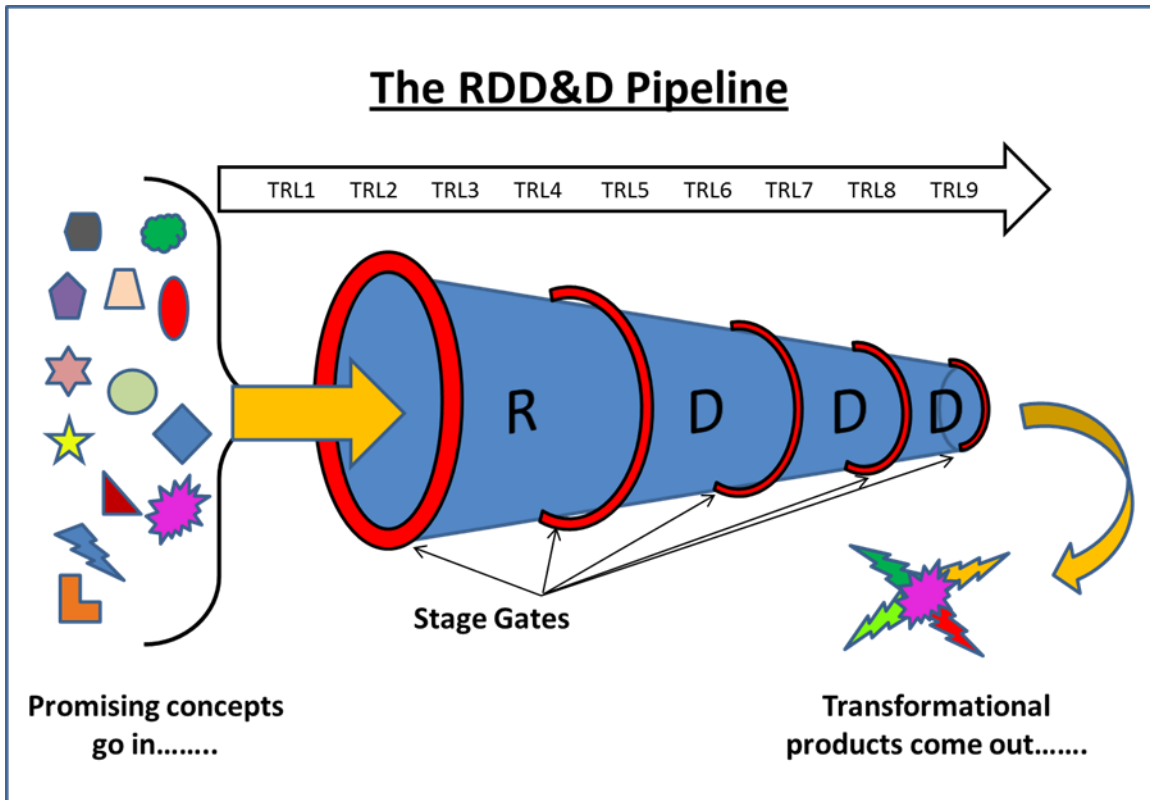 The RDD&D Pipeline
TRL1 TRL2 TRL3 TRL4 TRL5 TRL6 TRL7 TRL8 TRL9
R D D D
Stage Gates
Promising concepts
go in........
Transformational
products come out.......